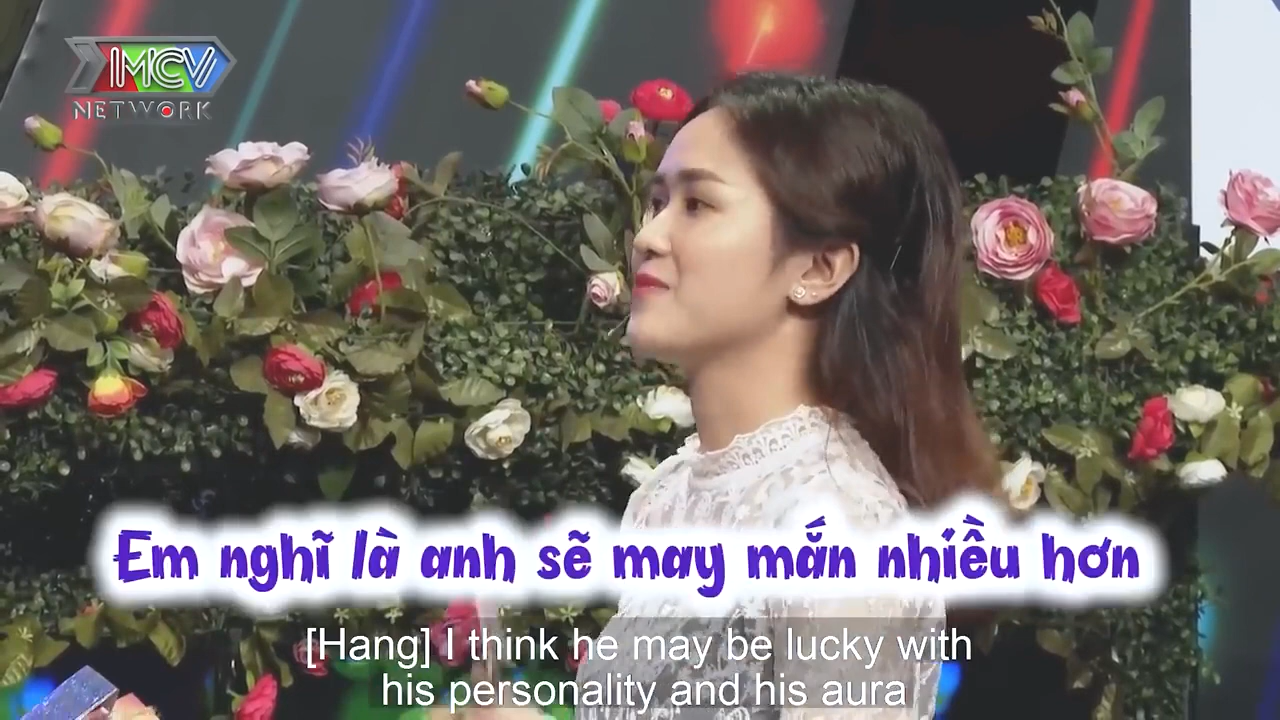 MCV
NETWORK
Em nghĩ là anh sẽ may mắn nhiều hơn
[Hang] I think he may be lucky with
his personality and his aura